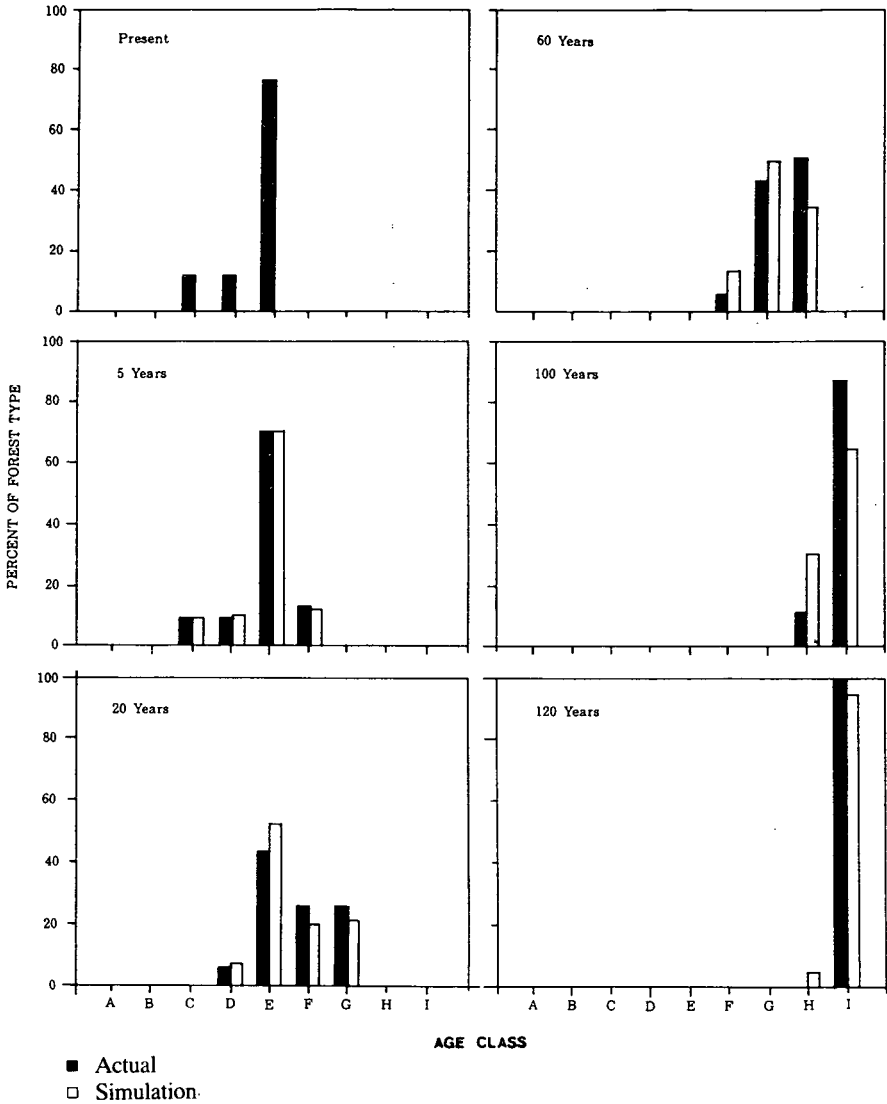 100
80
60
40
20
0
Present
60 Years
100
80
60
40
20
0
5 Years
100 Years
PERCENT OF FOREST TYPE
100
80
60
40
20
0
20 Years
120 Years
A B C D E F G H I
A B C D E F G H I
AGE CLASS
Actual
Simulation